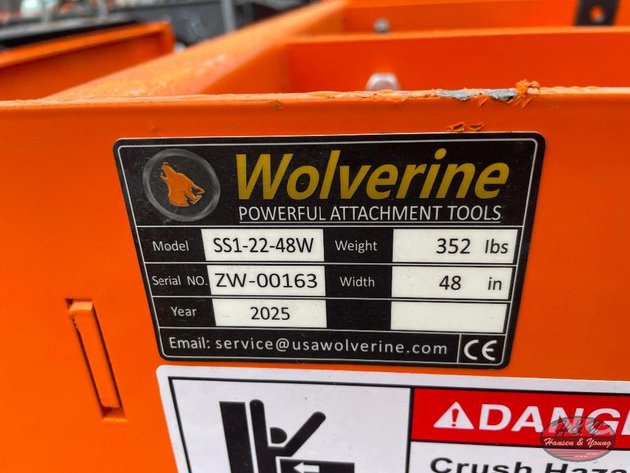 Wolverine
POWERFUL ATTACHMENT TOOLS
Model SS1-22-48W Weight 352 lbs
Serial NO. ZW-00163 Width 48 in
Year 2025
Email: service@usawolverine.com CE
DANG
Crush Haza
Hansen & Young